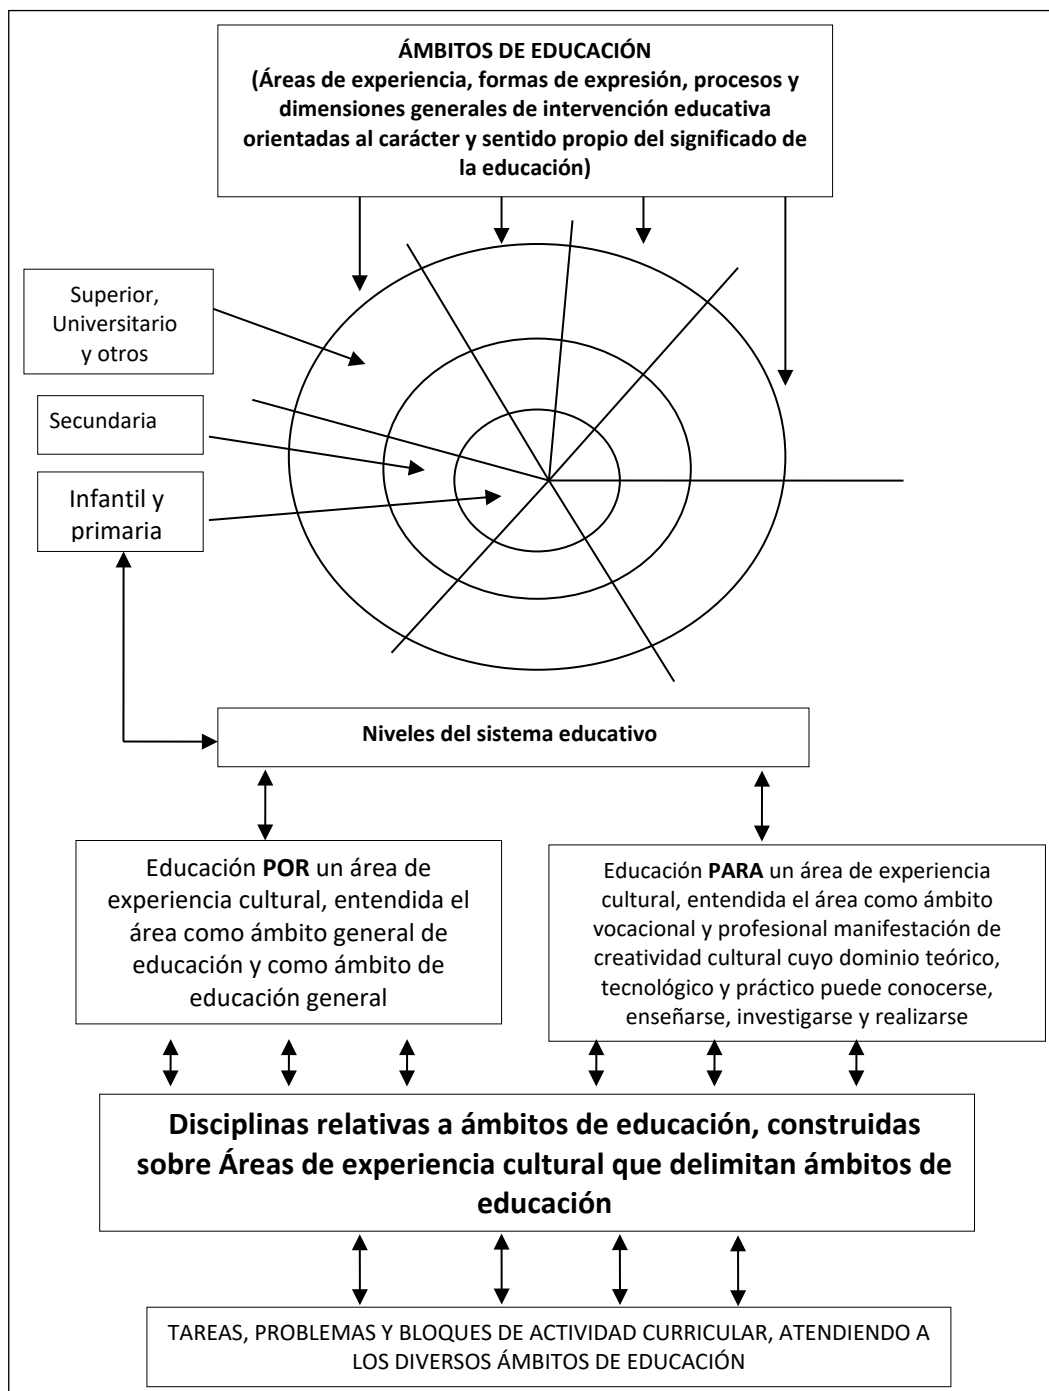 ÁMBITOS DE EDUCACIÓN
(Áreas de experiencia, formas de expresión, procesos y
dimensiones generales de intervención educativa
orientadas al carácter y sentido propio del significado de
la educación)
Superior,
Universitario
y otros
Secundaria
Infantil y
primaria
Niveles del sistema educativo
Educación POR un área de
experiencia cultural, entendida el
área como ámbito general de
educación y como ámbito de
educación general
Educación PARA un área de experiencia
cultural, entendida el área como ámbito
vocacional y profesional manifestación de
creatividad cultural cuyo dominio teórico,
tecnológico y práctico puede conocerse,
enseñarse, investigarse y realizarse
Disciplinas relativas a ámbitos de educación, construidas
sobre Áreas de experiencia cultural que delimitan ámbitos de
educación
TAREAS, PROBLEMAS Y BLOQUES DE ACTIVIDAD CURRICULAR, ATENDIENDO A
LOS DIVERSOS ÁMBITOS DE EDUCACIÓN